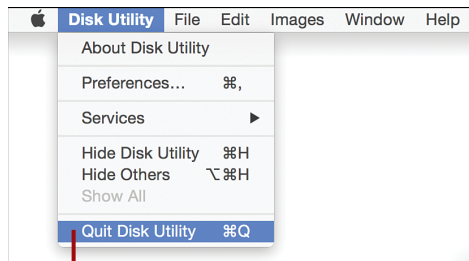 Disk Utility File Edit Images Window Help
About Disk Utility
Preferences... ⌘,
Services ▶
Hide Disk Utility ⌘H
Hide Others ⌥⌘H
Show All
Quit Disk Utility ⌘Q